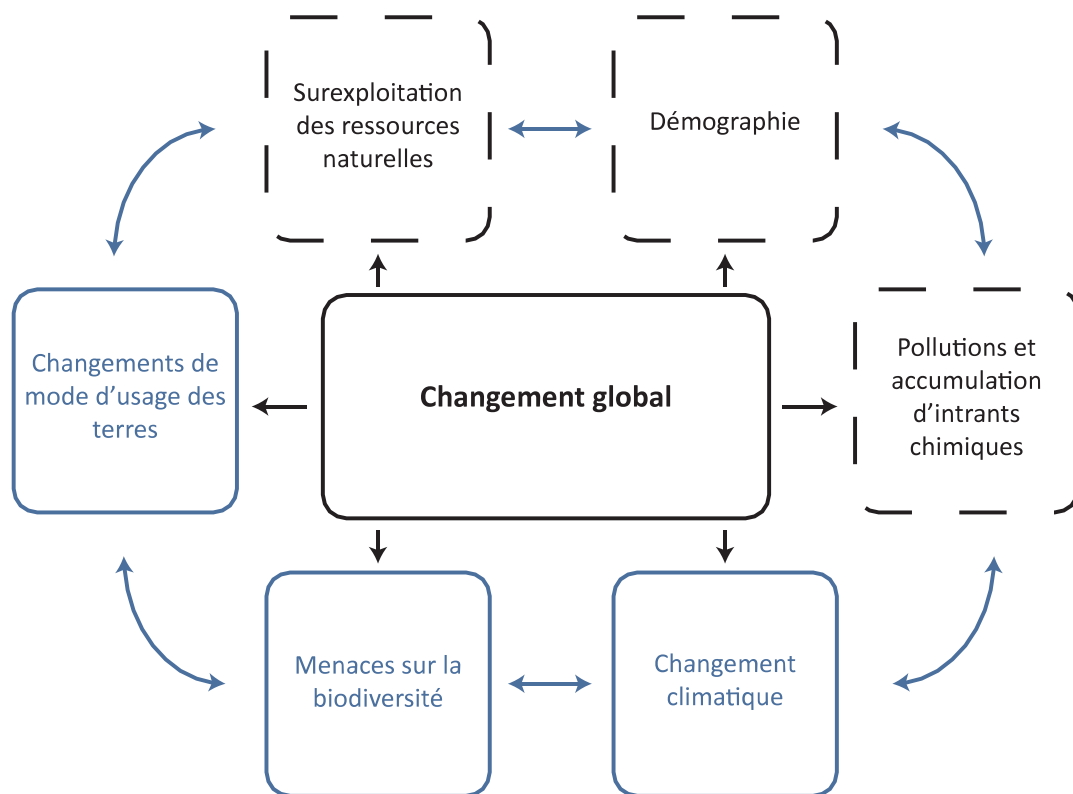 Surexploitation
des ressources
naturelles
Démographie
Changements de
mode d'usage des
terres
Changement global
Pollutions et
accumulation
d'intrants
chimiques
Menaces sur la
biodiversité
Changement
climatique